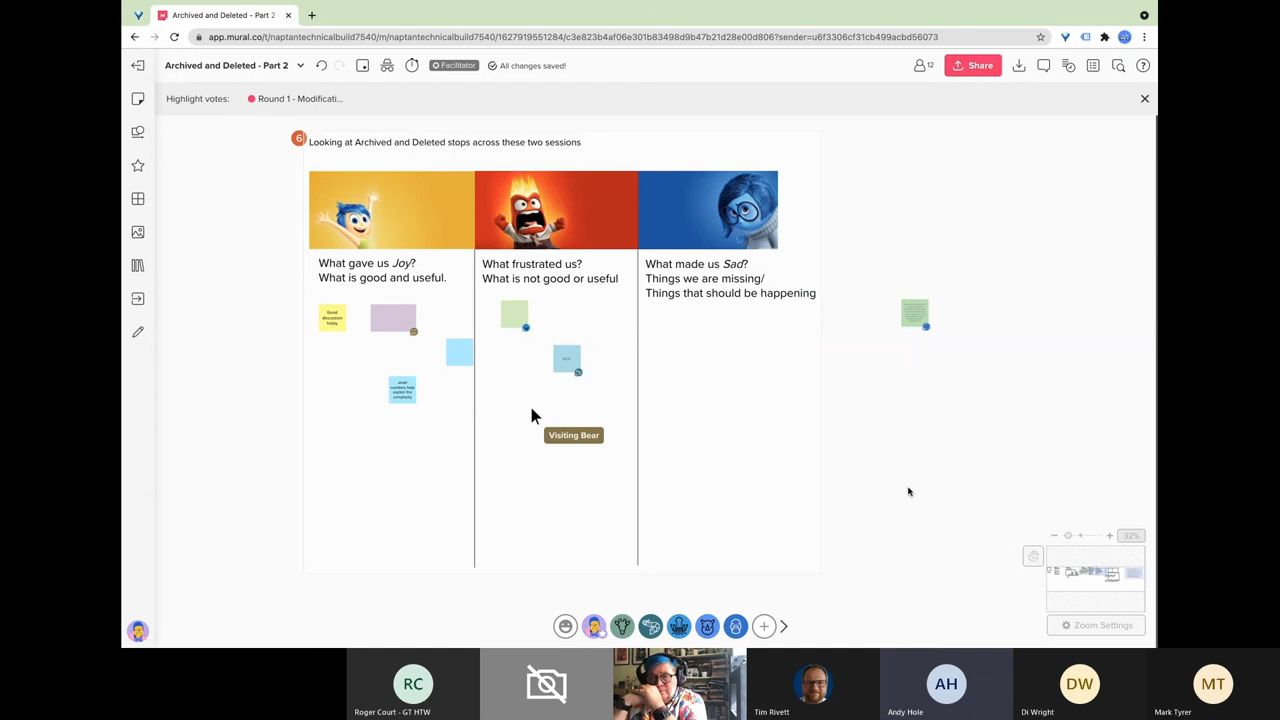 Archived and Deleted - Part 2
app.mural.co/t/naptantechnicalbuild7540/m/naptantechnicalbuild7540/1627919551284/c3e823b4af06e301b83498d9b47b21d28e00d806?sender=u6f3306cf31cb499acbd56073
Archived and Deleted - Part 2
Facilitator
All changes saved!
12
Share
Highlight votes:
Round 1 - Modificati...
6
Looking at Archived and Deleted stops across these two sessions
What gave us Joy?
What is good and useful.
What frustrated us?
What is not good or useful
What made us Sad?
Things we are missing/
Things that should be happening
Good
discussion
today
small
numbers help
explain the
complexity
Visiting Bear
32%
Zoom Settings
RC
Roger Court - GT HTW
Tim Rivett
AH
Andy Hole
DW
Di Wright
MT
Mark Tyrer